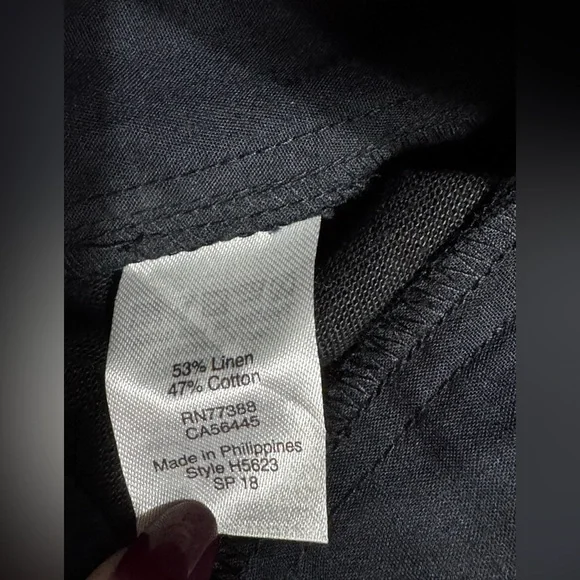 53% Linen
47% Cotton
RN77388
CA56445
Made in Philippines
Style H5623
SP 18